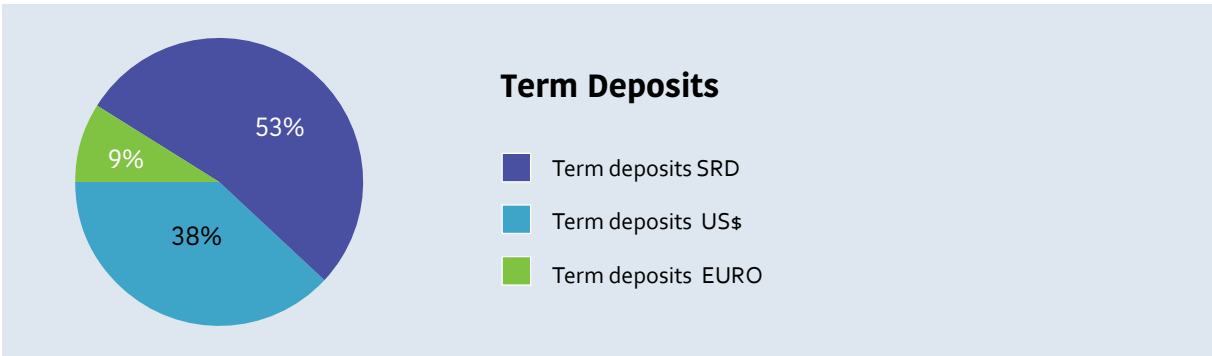 Term Deposits
53%
9%
38%
Term deposits SRD
Term deposits US$
Term deposits EURO